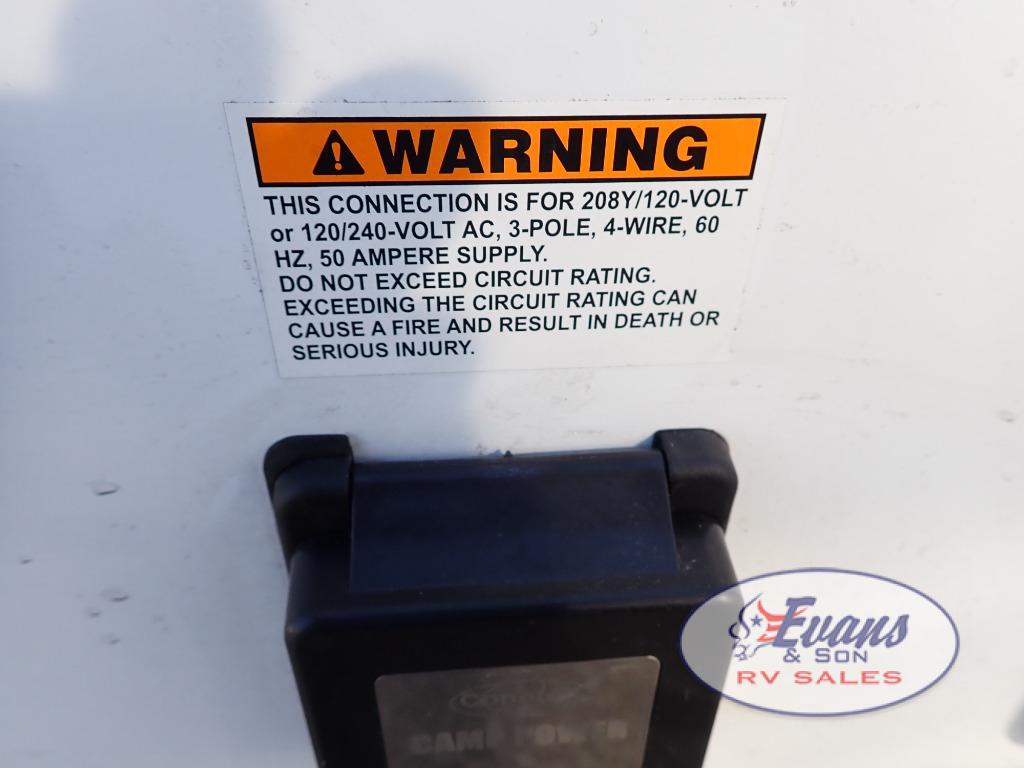 WARNING
THIS CONNECTION IS FOR 208Y/120-VOLT
or 120/240-VOLT AC, 3-POLE, 4-WIRE, 60
HZ, 50 AMPERE SUPPLY.
DO NOT EXCEED CIRCUIT RATING.
EXCEEDING THE CIRCUIT RATING CAN
CAUSE A FIRE AND RESULT IN DEATH OR
SERIOUS INJURY.
CAMP POWER
Evans
& SON
RV SALES